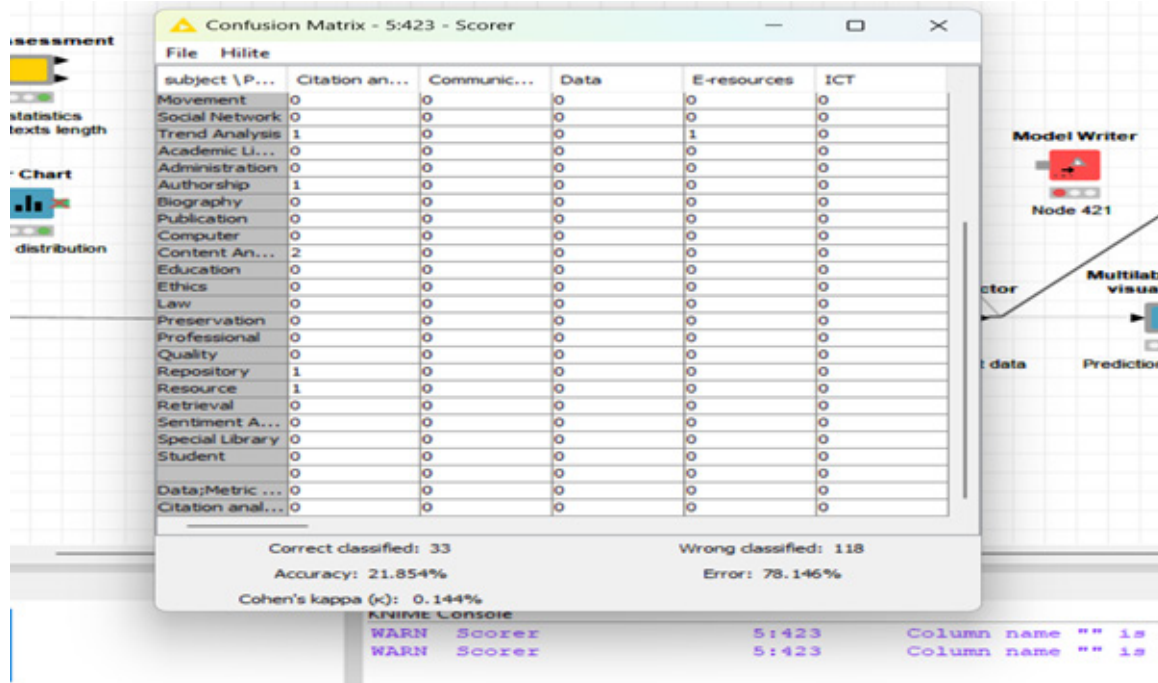 Confusion Matrix - 5:423 - Scorer
File Hilite
subject \ P... Citation an... Communic... Data E-resources ICT
Movement 0 0 0 0 0
Social Network 0 0 0 0 0
Trend Analysis 1 0 0 1 0
Academic Li... 0 0 0 0 0
Administration 0 0 0 0 0
Authorship 1 0 0 0 0
Biography 0 0 0 0 0
Publication 0 0 0 0 0
Computer 0 0 0 0 0
Content An... 2 0 0 0 0
Education 0 0 0 0 0
Ethics 0 0 0 0 0
Law 0 0 0 0 0
Preservation 0 0 0 0 0
Professional 0 0 0 0 0
Quality 0 0 0 0 0
Repository 1 0 0 0 0
Resource 1 0 0 0 0
Retrieval 0 0 0 0 0
Sentiment A... 0 0 0 0 0
Special Library 0 0 0 0 0
Student 0 0 0 0 0
0 0 0 0 0
Data;Metric ... 0 0 0 0 0
Citation anal... 0 0 0 0 0
Correct classified: 33 Wrong classified: 118
Accuracy: 21.854% Error: 78.146%
Cohen's kappa (κ): 0.144%
ssessment
statistics
texts length
Chart
distribution
Model Writer
Node 421
ctor
Multilab
visua
t data
Prediction
KNIME Console
WARN Scorer 5:423 Column name "" is
WARN Scorer 5:423 Column name "" is